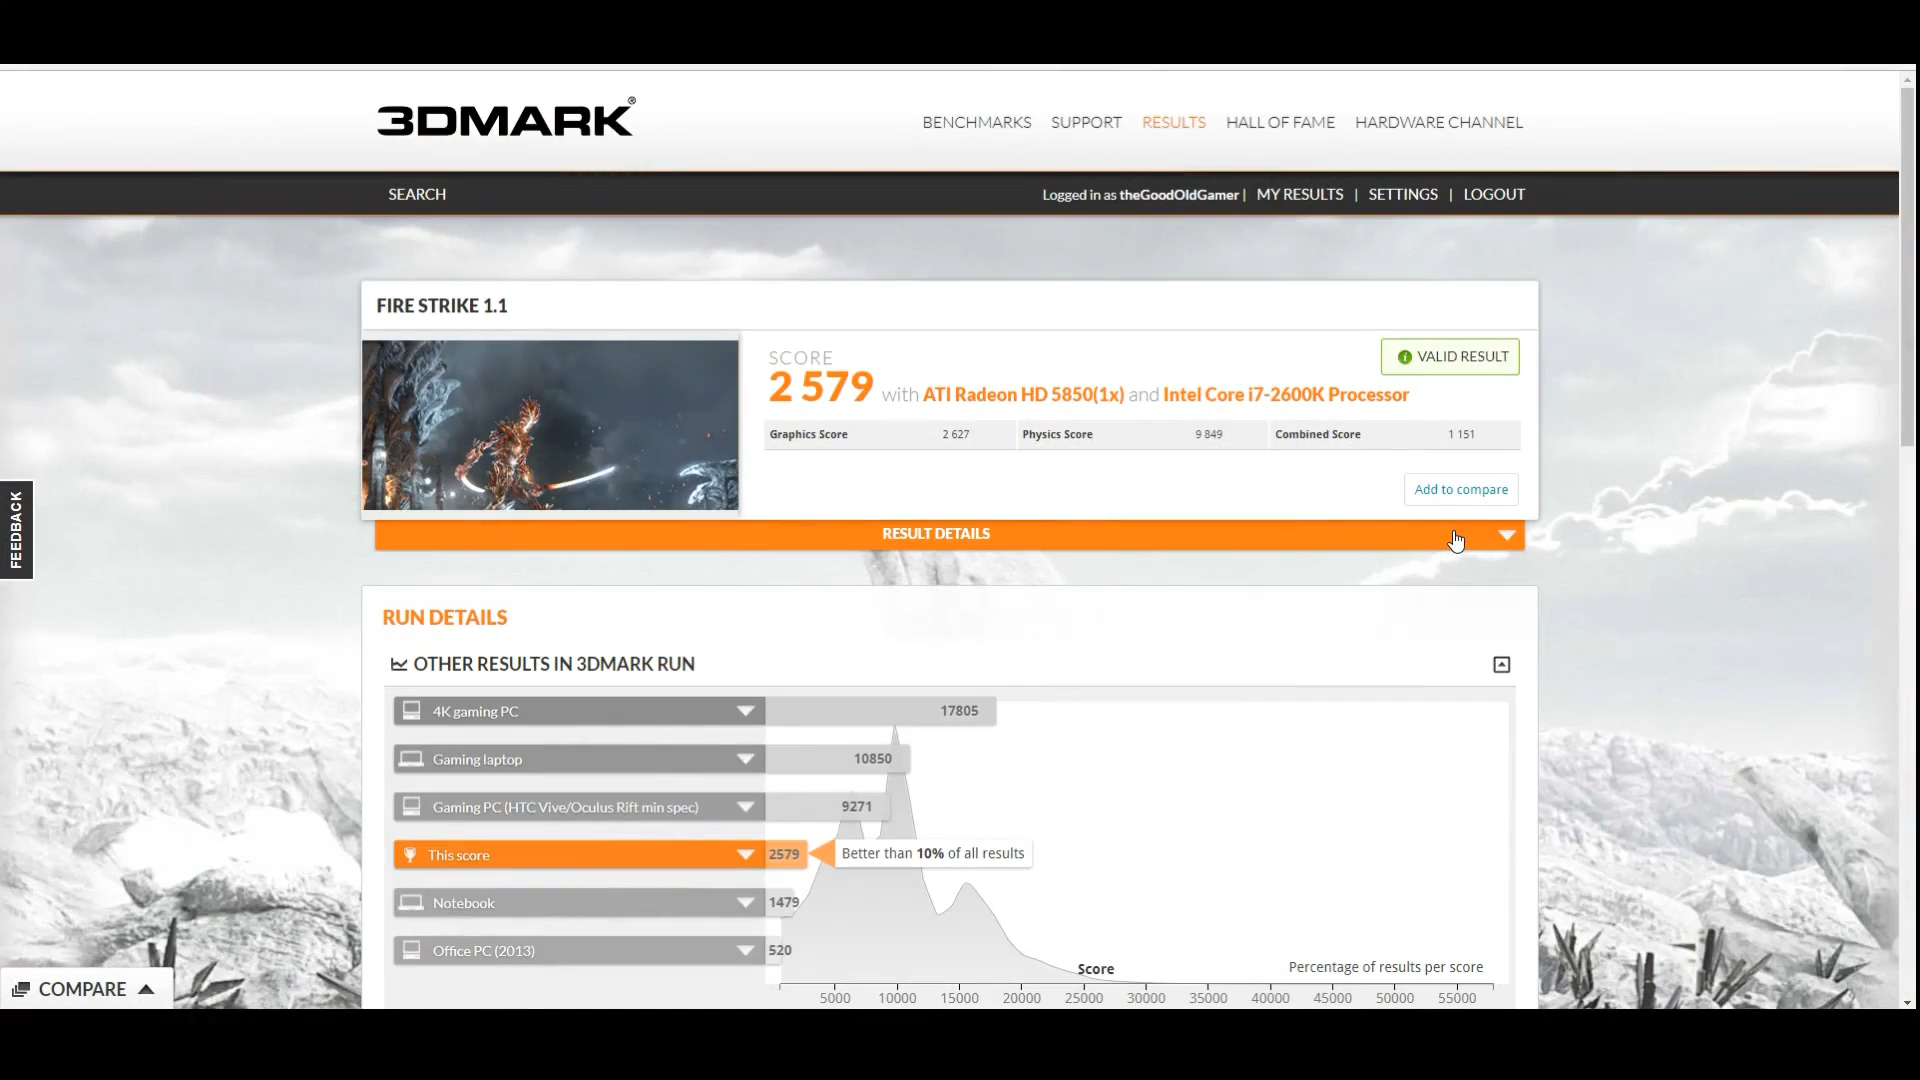 3DMARK®
BENCHMARKS SUPPORT RESULTS HALL OF FAME HARDWARE CHANNEL
SEARCH
Logged in as theGoodOldGamer | MY RESULTS | SETTINGS | LOGOUT
FIRE STRIKE 1.1
SCORE
VALID RESULT
2 579 with ATI Radeon HD 5850(1x) and Intel Core i7-2600K Processor
Graphics Score 2 627 Physics Score 9 849 Combined Score 1 151
Add to compare
RESULT DETAILS
FEEDBACK
RUN DETAILS
OTHER RESULTS IN 3DMARK RUN
4K gaming PC 17805
Gaming laptop 10850
Gaming PC (HTC Vive/Oculus Rift min spec) 9271
This score 2579 Better than 10% of all results
Notebook 1479
Office PC (2013) 520
Score Percentage of results per score
5000 10000 15000 20000 25000 30000 35000 40000 45000 50000 55000
COMPARE